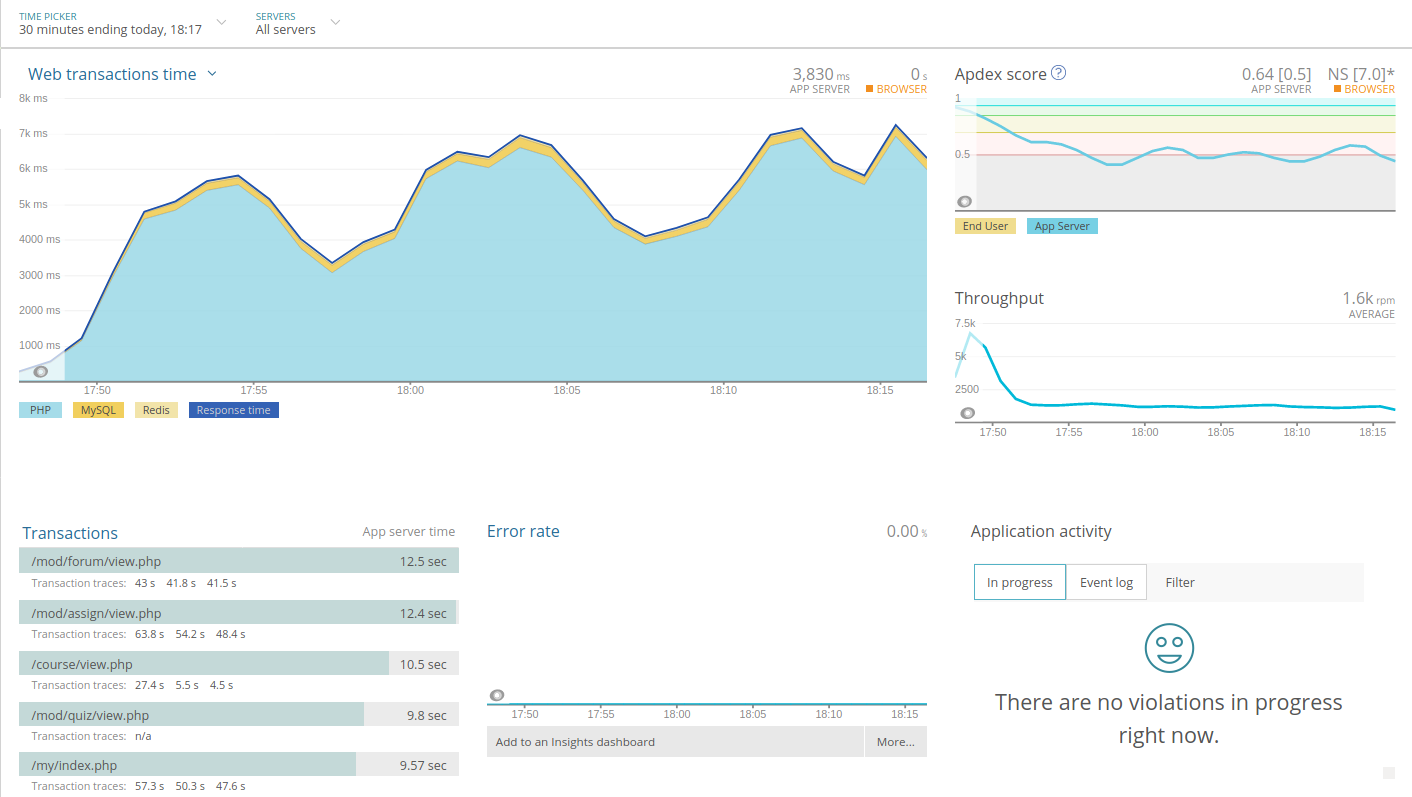 TIME PICKER
30 minutes ending today, 18:17
SERVERS
All servers
Web transactions time
3,830 ms
APP SERVER
0 s
BROWSER
8k ms
7k ms
6k ms
5k ms
4000 ms
3000 ms
2000 ms
1000 ms
17:50 17:55 18:00 18:05 18:10 18:15
PHP MySQL Redis Response time
Apdex score ?
0.64 [0.5]
APP SERVER
NS [7.0]*
BROWSER
1
0.5
End User App Server
Throughput
1.6k rpm
AVERAGE
7.5k
5k
2500
17:50 17:55 18:00 18:05 18:10 18:15
Transactions App server time
/mod/forum/view.php 12.5 sec
Transaction traces: 43 s 41.8 s 41.5 s
/mod/assign/view.php 12.4 sec
Transaction traces: 63.8 s 54.2 s 48.4 s
/course/view.php 10.5 sec
Transaction traces: 27.4 s 5.5 s 4.5 s
/mod/quiz/view.php 9.8 sec
Transaction traces: n/a
/my/index.php 9.57 sec
Transaction traces: 57.3 s 50.3 s 47.6 s
Error rate 0.00 %
17:50 17:55 18:00 18:05 18:10 18:15
Add to an Insights dashboard More...
Application activity
In progress Event log Filter
There are no violations in progress
right now.